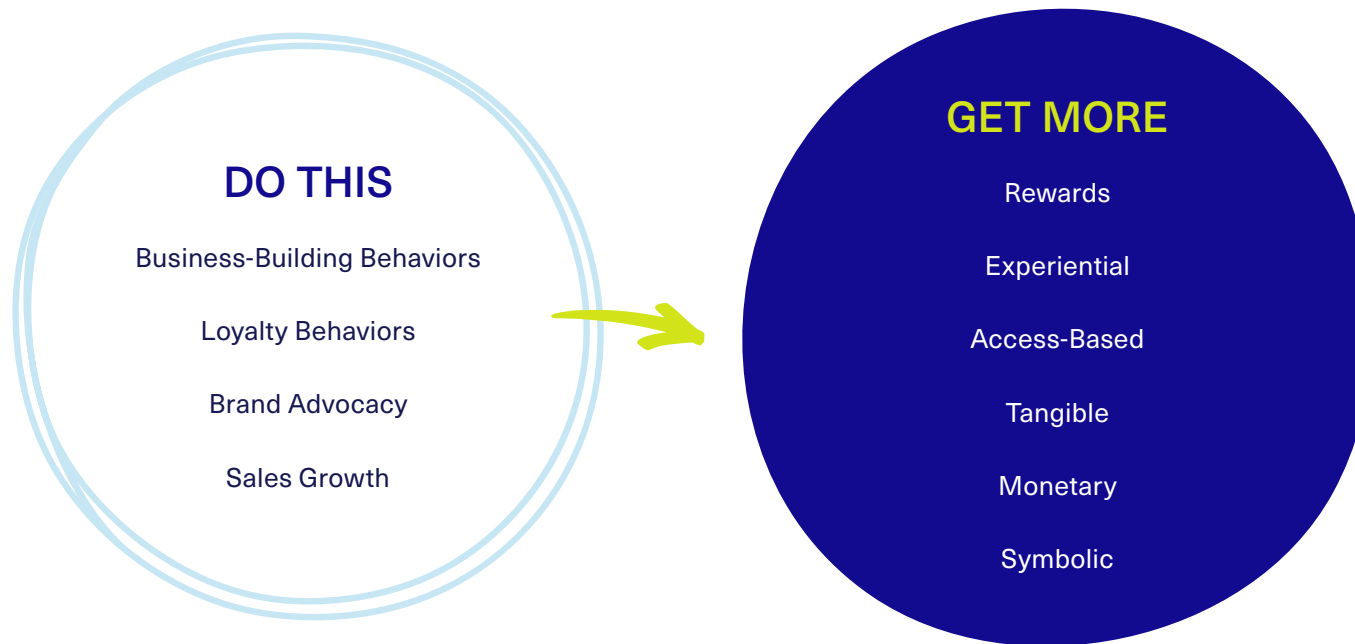 DO THIS
Business-Building Behaviors
Loyalty Behaviors
Brand Advocacy
Sales Growth
GET MORE
Rewards
Experiential
Access-Based
Tangible
Monetary
Symbolic